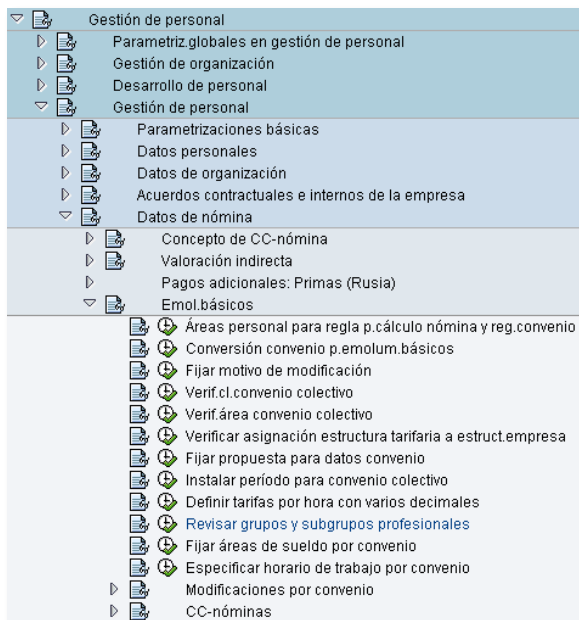 Gestión de personal
Parametriz.globales en gestión de personal
Gestión de organización
Desarrollo de personal
Gestión de personal
Parametrizaciones básicas
Datos personales
Datos de organización
Acuerdos contractuales e internos de la empresa
Datos de nómina
Concepto de CC-nómina
Valoración indirecta
Pagos adicionales: Primas (Rusia)
Emol.básicos
Áreas personal para regla p.cálculo nómina y reg.convenio
Conversión convenio p.emolum.básicos
Fijar motivo de modificación
Verif.cl.convenio colectivo
Verif.área convenio colectivo
Verificar asignación estructura tarifaria a estruct.empresa
Fijar propuesta para datos convenio
Instalar período para convenio colectivo
Definir tarifas por hora con varios decimales
Revisar grupos y subgrupos profesionales
Fijar áreas de sueldo por convenio
Especificar horario de trabajo por convenio
Modificaciones por convenio
CC-nóminas